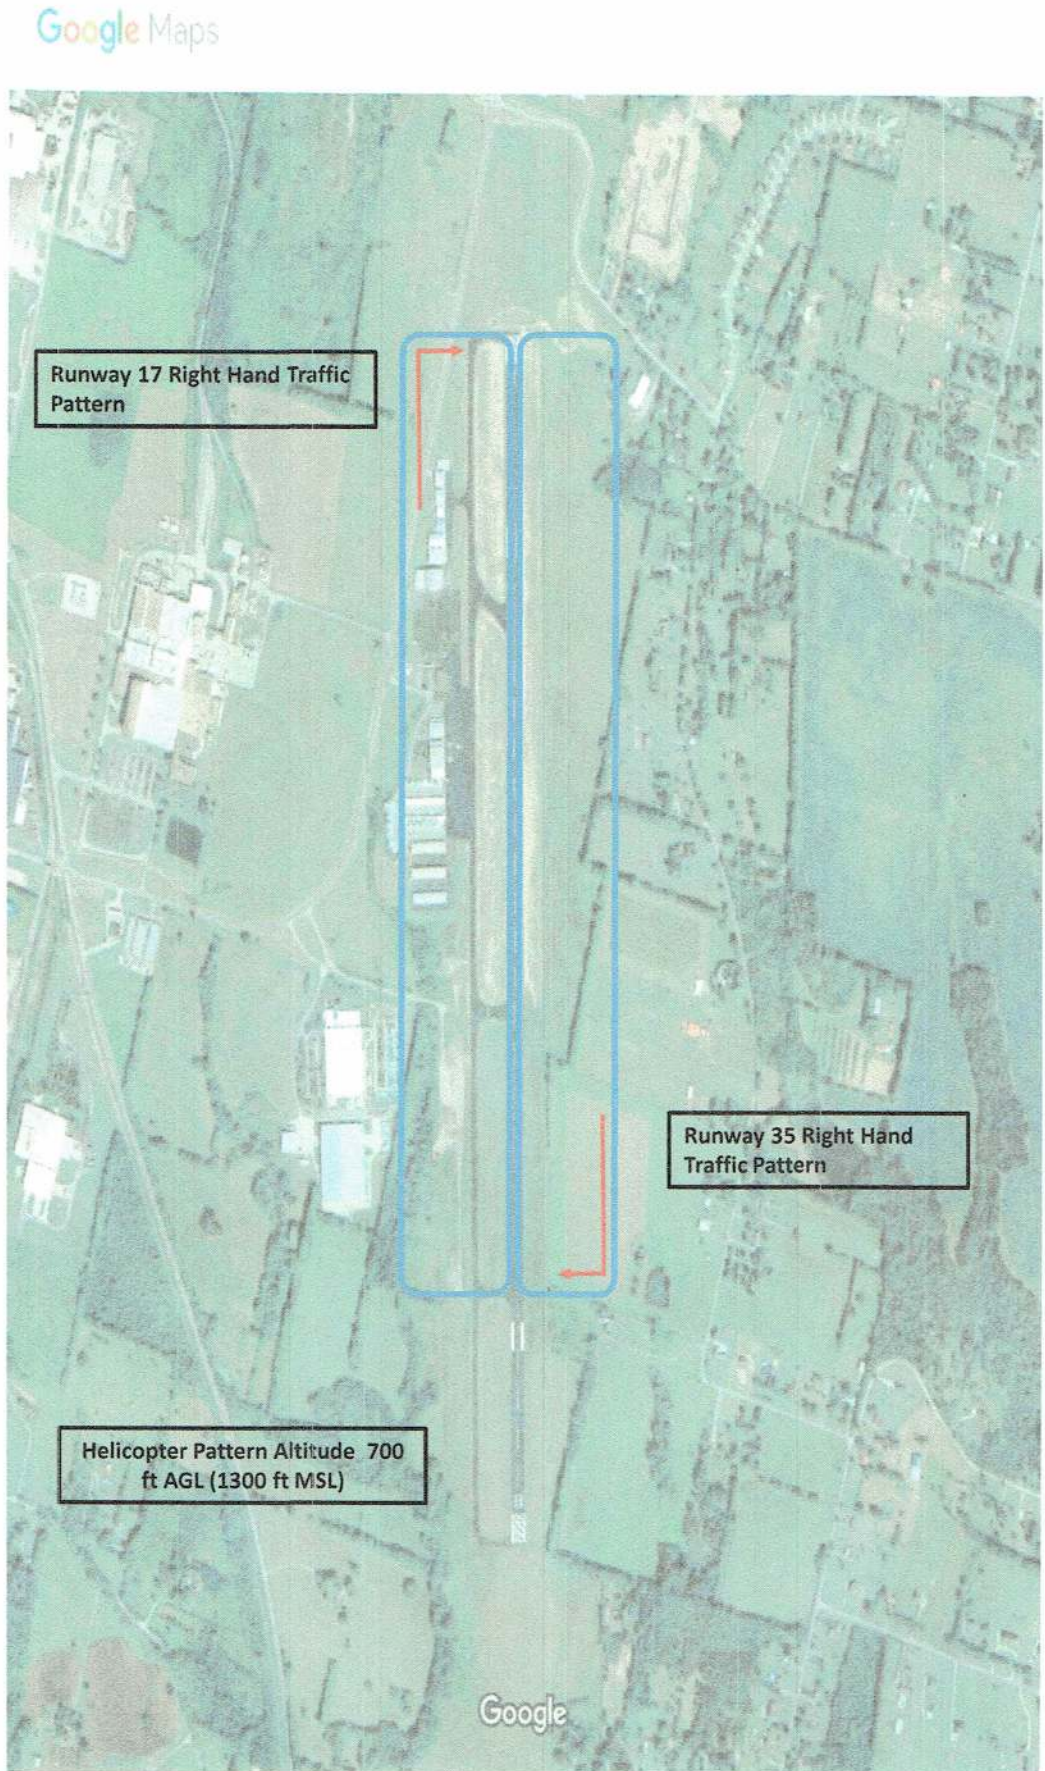 Google Maps
Runway 17 Right Hand Traffic
Pattern
Runway 35 Right Hand
Traffic Pattern
Helicopter Pattern Altitude 700
ft AGL (1300 ft MSL)
Google